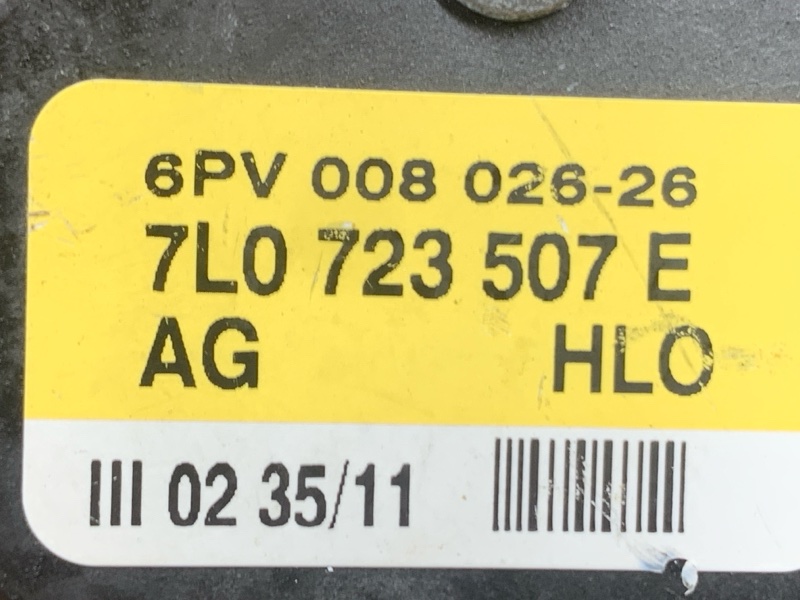 6PV 008 026-26
7L0 723 507 E
AG HLO
III 02 35/11